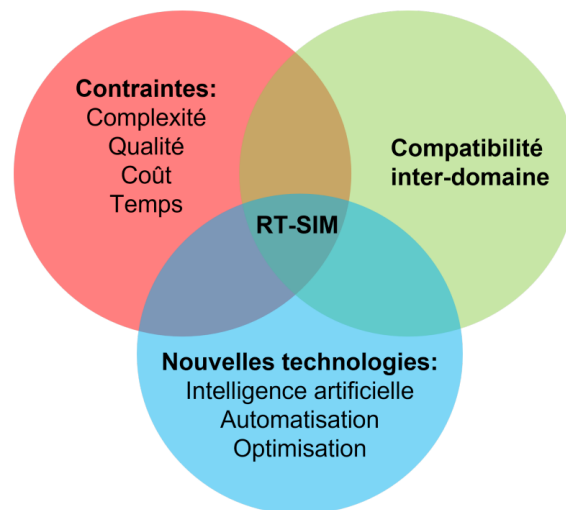 Contraintes:
Complexité
Qualité
Coût
Temps
Compatibilité
inter-domaine
RT-SIM
Nouvelles technologies:
Intelligence artificielle
Automatisation
Optimisation